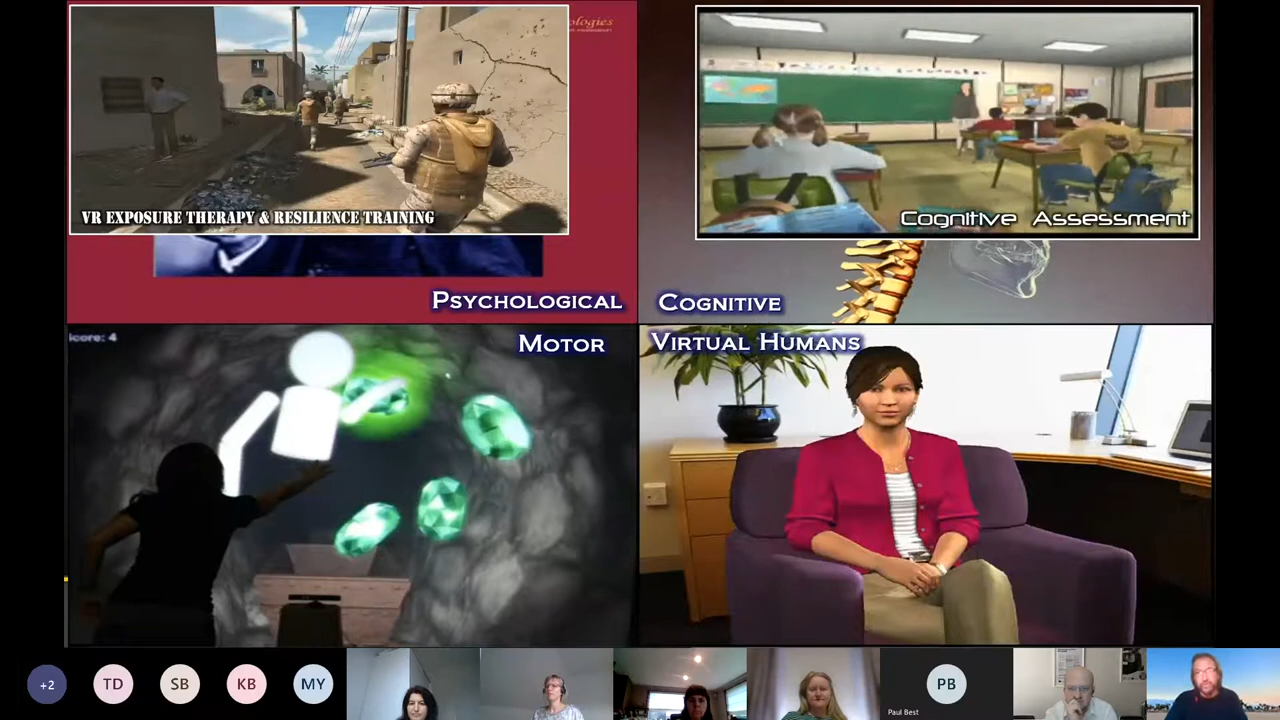 ologies
VR EXPOSURE THERAPY & RESILIENCE TRAINING
Cognitive Assessment
PSYCHOLOGICAL
COGNITIVE
score: 4
MOTOR
VIRTUAL HUMANS
+2
TD
SB
KB
MY
PB
Paul Best